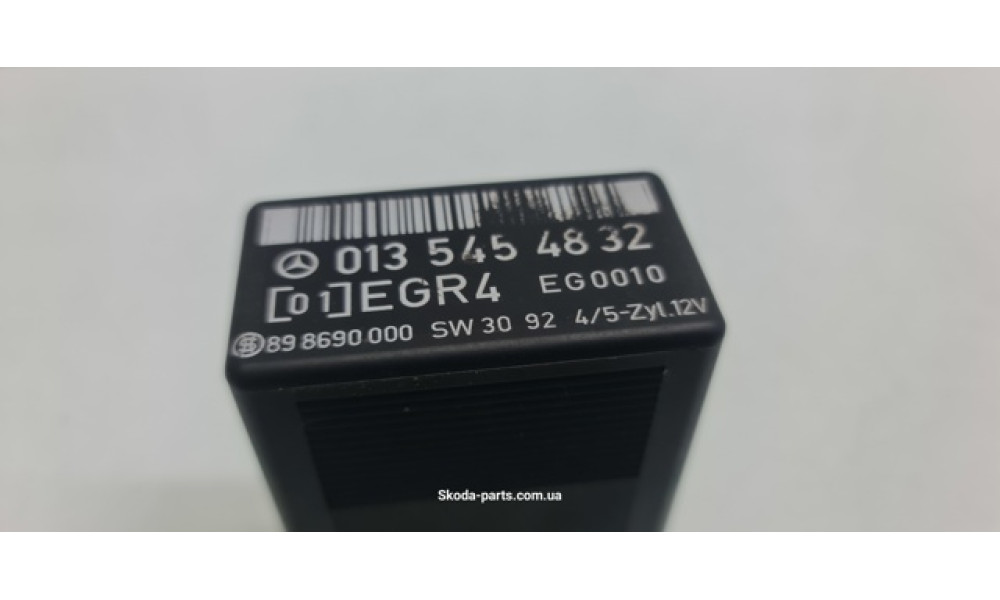 013 545 48 32
[01]EGR4 EG0010
89 8690 000 SW 30 92 4/5-Zyl.12V
Skoda-parts.com.ua